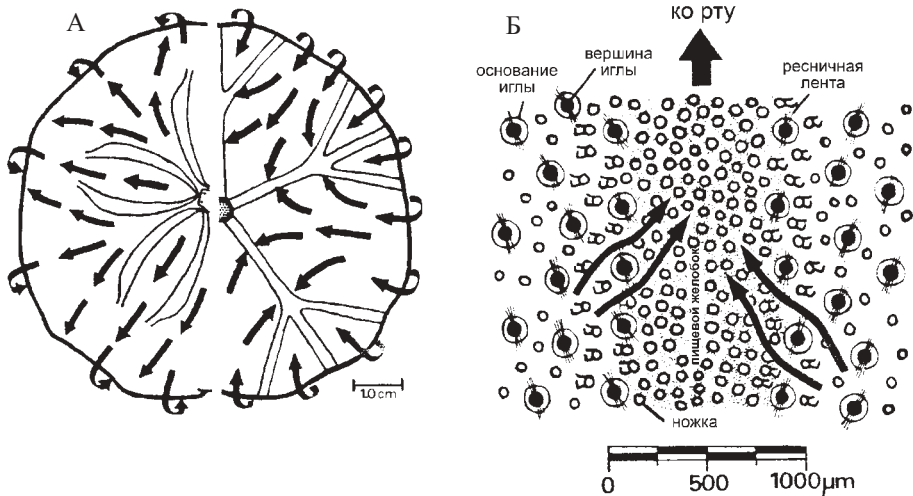 А
1.0 cm
Б
ко рту
основание
иглы
вершина
иглы
ресничная
лента
пищевой желобок
ножка
0 500 1000µm